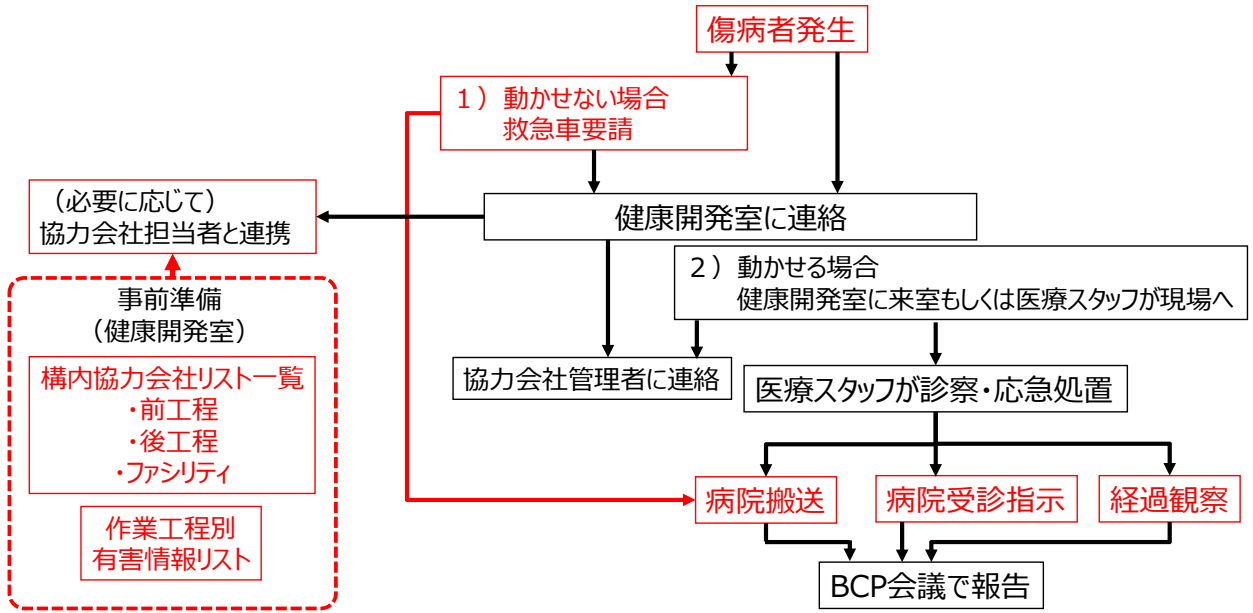 傷病者発生
１）動かせない場合
救急車要請
（必要に応じて）
協力会社担当者と連携
健康開発室に連絡
２）動かせる場合
健康開発室に来室もしくは医療スタッフが現場へ
事前準備
（健康開発室）
構内協力会社リスト一覧
・前工程
・後工程
・ファシリティ
作業工程別
有害情報リスト
協力会社管理者に連絡
医療スタッフが診察・応急処置
病院搬送
病院受診指示
経過観察
BCP会議で報告